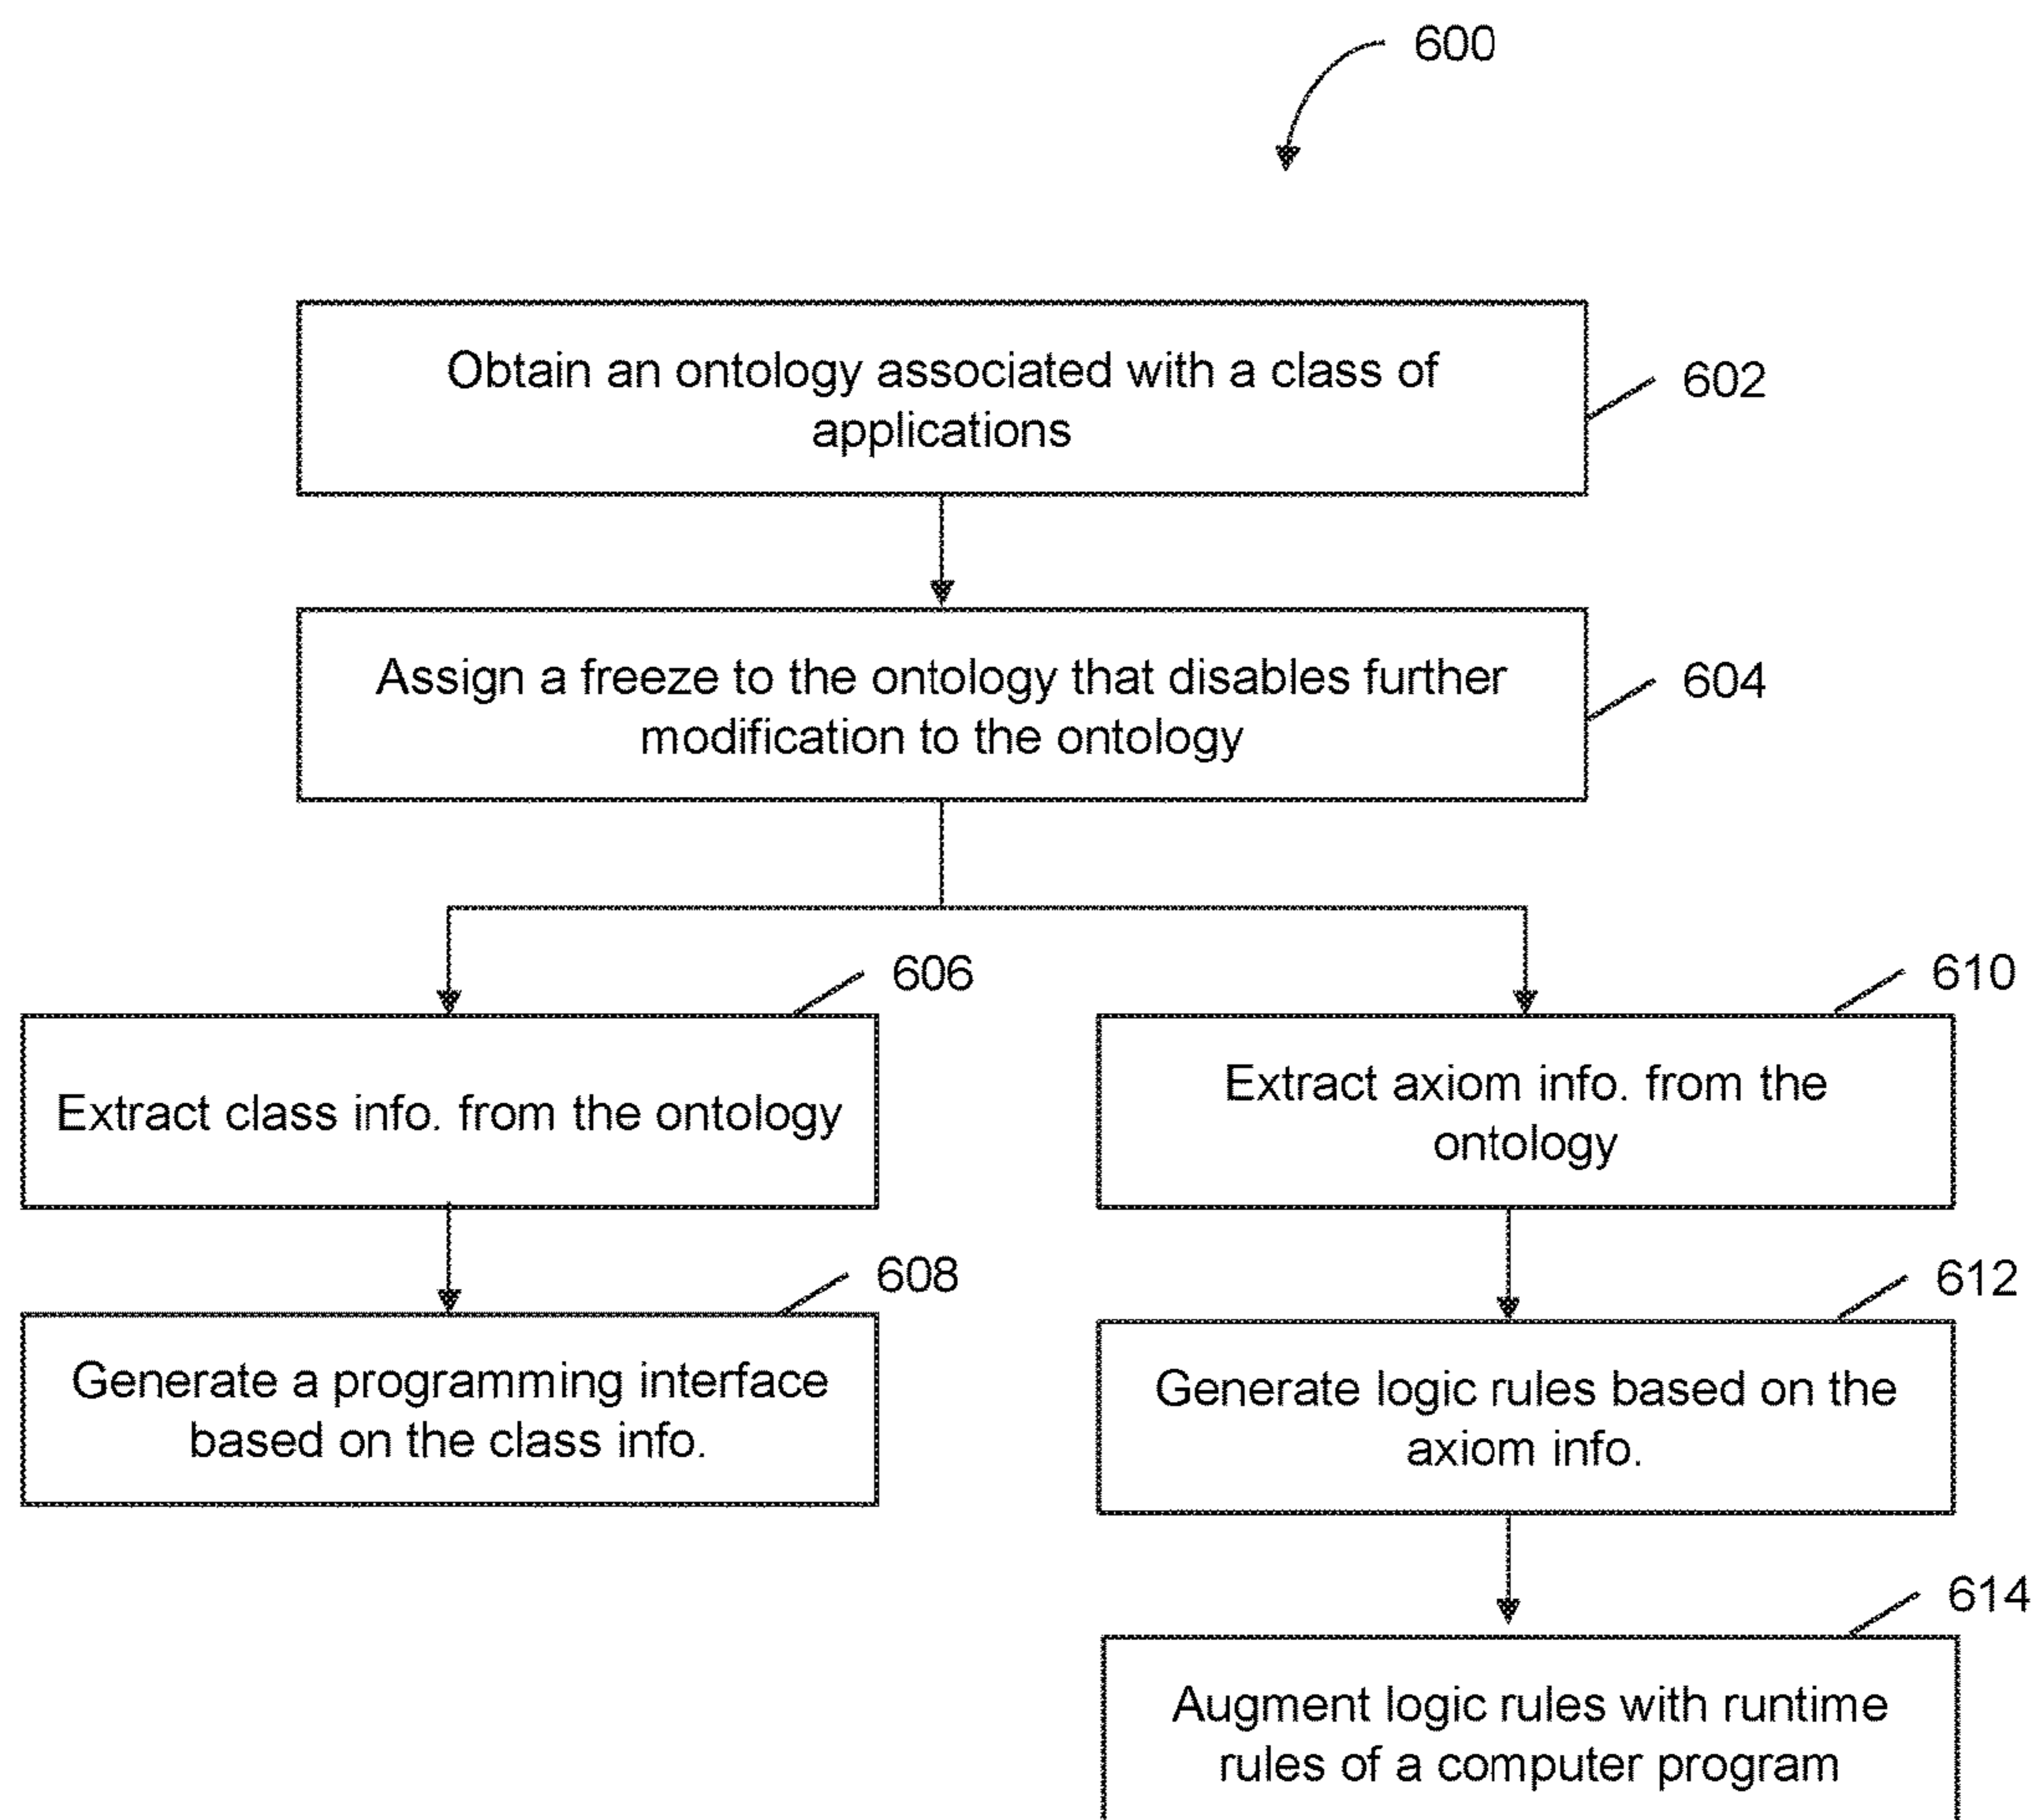 600
Obtain an ontology associated with a class of
applications
602
Assign a freeze to the ontology that disables further
modification to the ontology
604
606
Extract class info. from the ontology
610
Extract axiom info. from the
ontology
608
Generate a programming interface
based on the class info.
612
Generate logic rules based on the
axiom info.
614
Augment logic rules with runtime
rules of a computer program